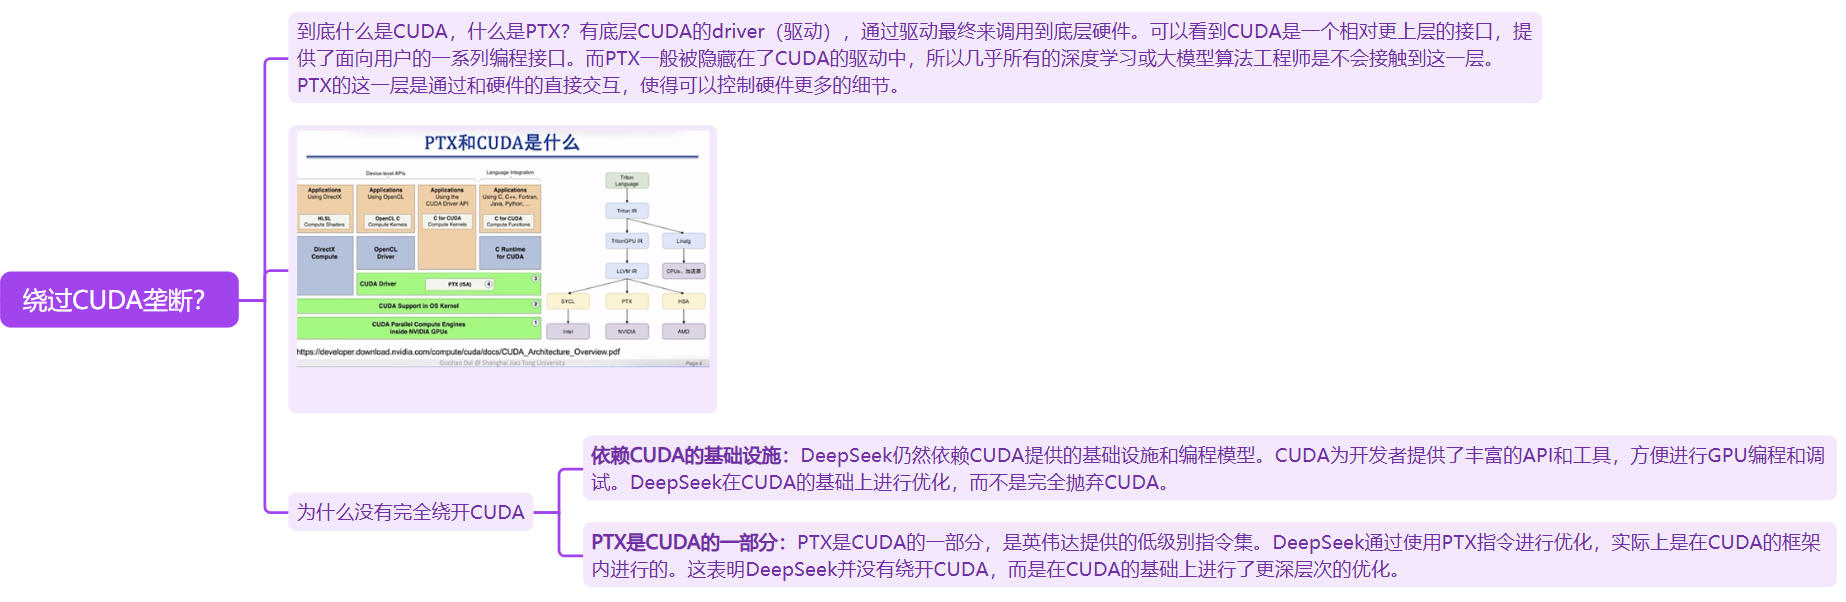 绕过CUDA垄断?
到底什么是CUDA，什么是PTX？有底层CUDA的driver（驱动），通过驱动最终来调用到底层硬件。可以看到CUDA是一个相对更上层的接口，提
供了面向用户的一系列编程接口。而PTX一般被隐藏在了CUDA的驱动中，所以几乎所有的深度学习或大模型算法工程师是不会接触到这一层。
PTX的这一层是通过和硬件的直接交互，使得可以控制硬件更多的细节。
PTX和CUDA是什么
Device-level APIs
Language Integration
Applications
Using DirectX
HLSL
Compute Shaders
Applications
Using OpenCL
OpenCL C
Compute Kernels
Applications
Using the
CUDA Driver API
C for CUDA
Compute Kernels
Applications
Using C, C++, Fortran,
Java, Python, ...
C for CUDA
Compute Functions
DirectX
Compute
OpenCL
Driver
C Runtime
for CUDA
CUDA Driver
PTX (ISA)
4
3
CUDA Support in OS Kernel
2
CUDA Parallel Compute Engines
inside NVIDIA GPUs
1
Triton
Language
Triton IR
TritonGPU IR
Linalg
LLVM IR
CPUs、加速器
SYCL
PTX
HSA
Intel
NVIDIA
AMD
https://developer.download.nvidia.com/compute/cuda/docs/CUDA_Architecture_Overview.pdf
Guohao Dai @ Shanghai Jiao Tong University
Page 4
为什么没有完全绕开CUDA
依赖CUDA的基础设施：DeepSeek仍然依赖CUDA提供的基础设施和编程模型。CUDA为开发者提供了丰富的API和工具，方便进行GPU编程和调
试。DeepSeek在CUDA的基础上进行优化，而不是完全抛弃CUDA。
PTX是CUDA的一部分：PTX是CUDA的一部分，是英伟达提供的低级别指令集。DeepSeek通过使用PTX指令进行优化，实际上是在CUDA的框架
内进行的。这表明DeepSeek并没有绕开CUDA，而是在CUDA的基础上进行了更深层次的优化。